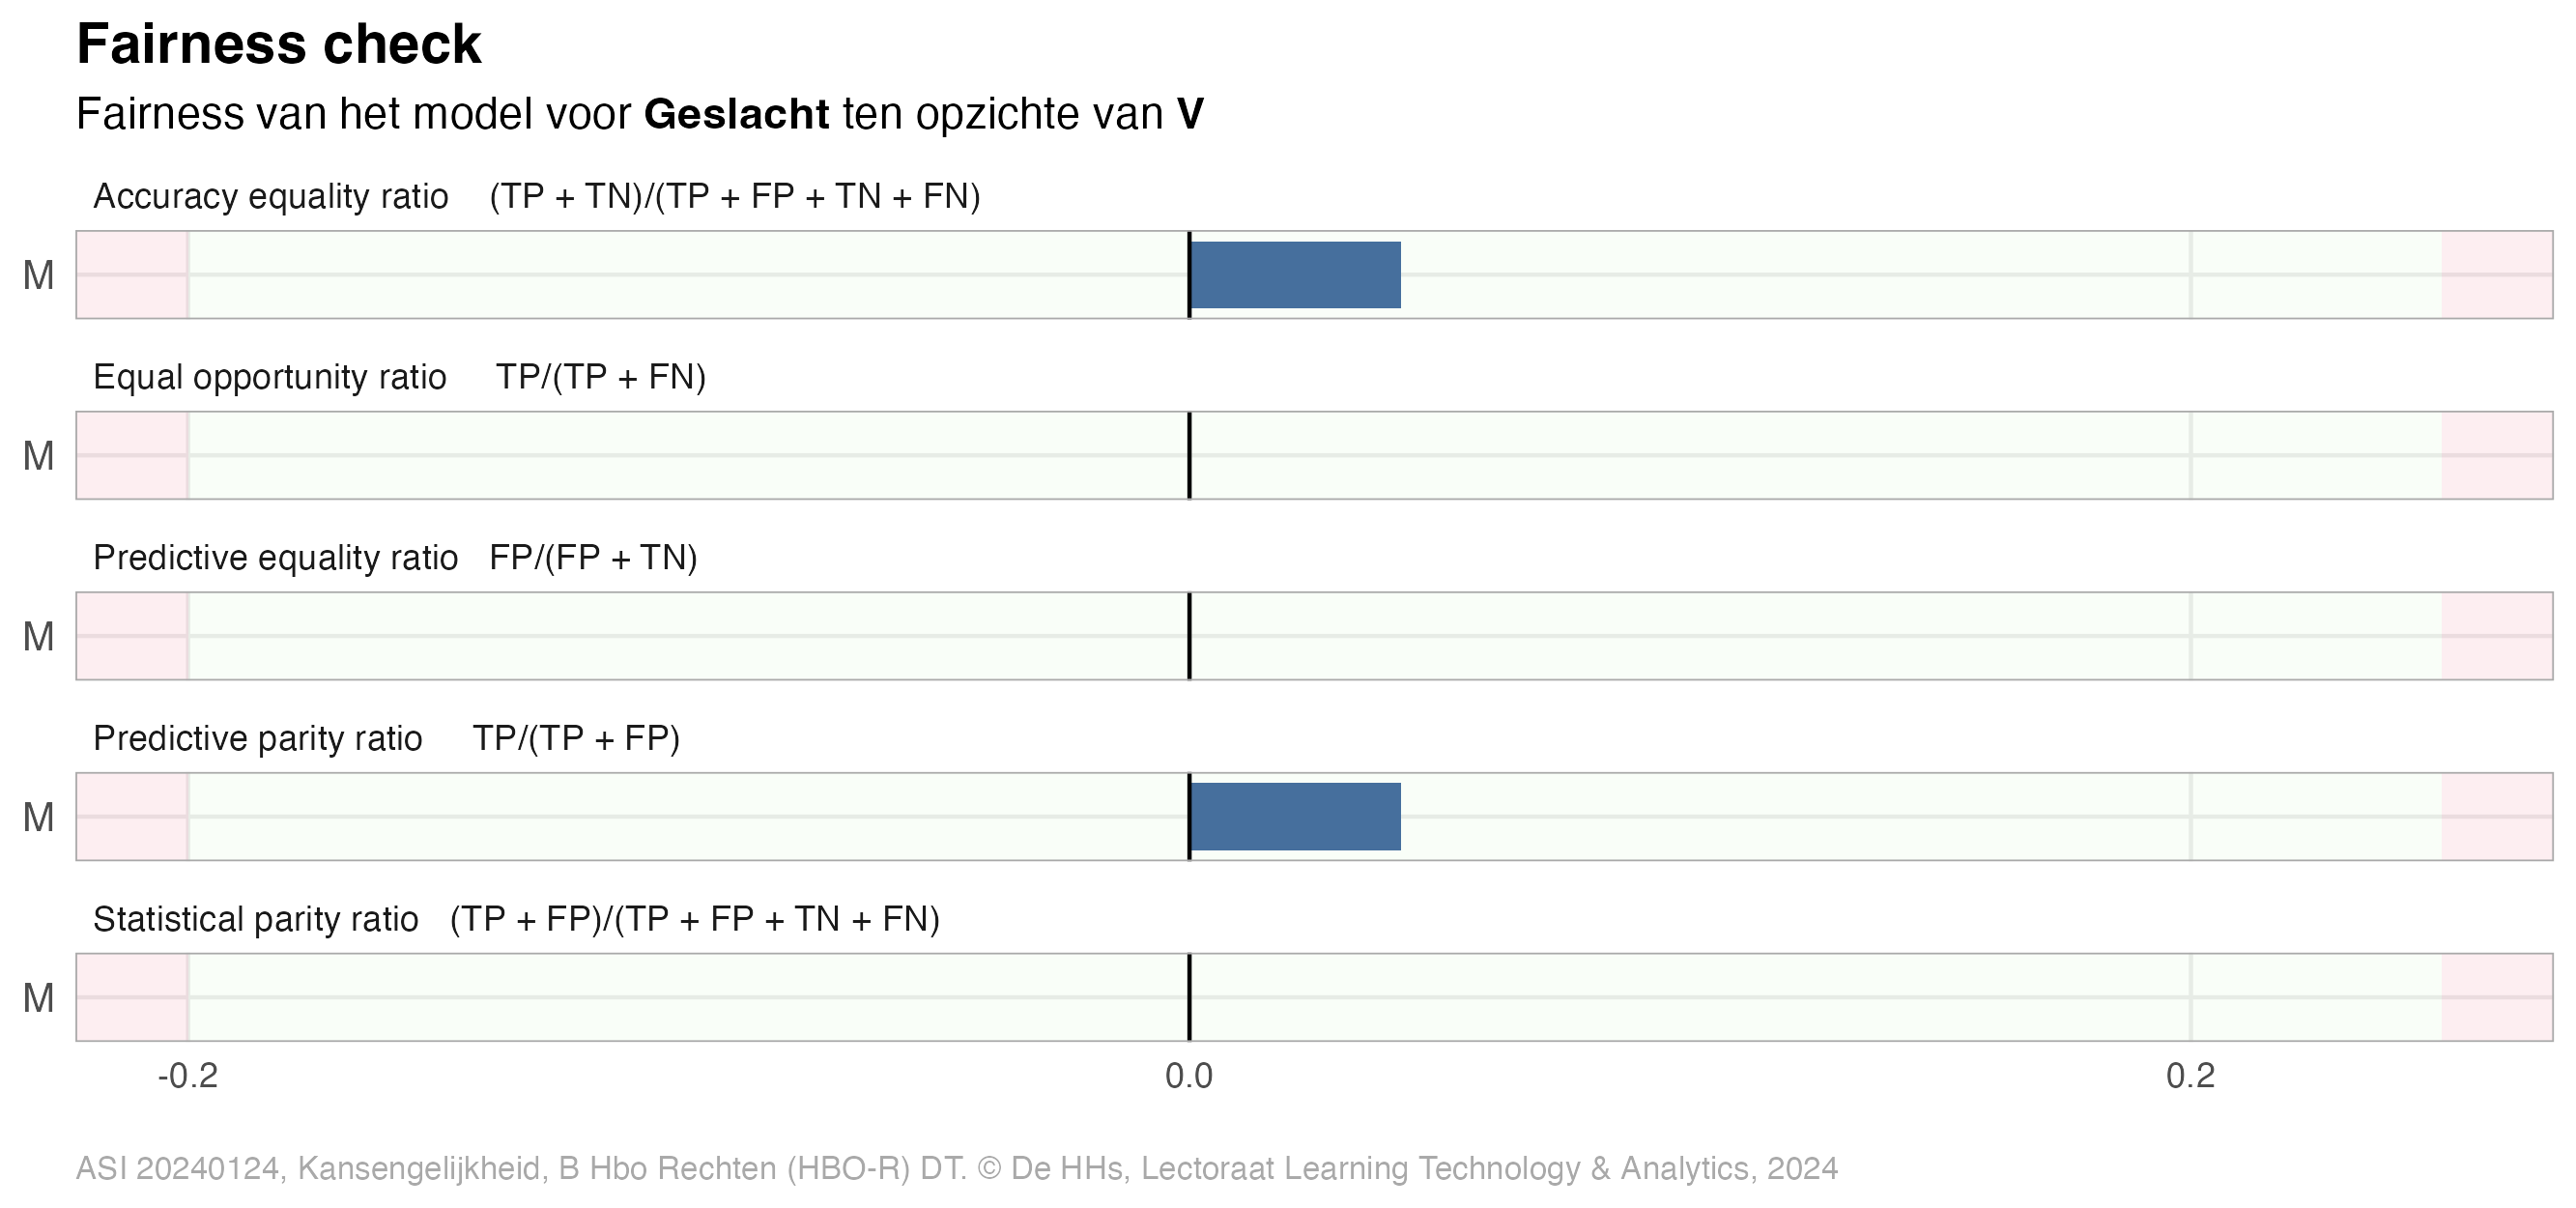 Fairness check
Fairness van het model voor Geslacht ten opzichte van V
Accuracy equality ratio (TP + TN)/(TP + FP + TN + FN)
M
Equal opportunity ratio TP/(TP + FN)
M
Predictive equality ratio FP/(FP + TN)
M
Predictive parity ratio TP/(TP + FP)
M
Statistical parity ratio (TP + FP)/(TP + FP + TN + FN)
M
-0.2 0.0 0.2
ASI 20240124, Kansengelijkheid, B Hbo Rechten (HBO-R) DT. © De HHs, Lectoraat Learning Technology & Analytics, 2024